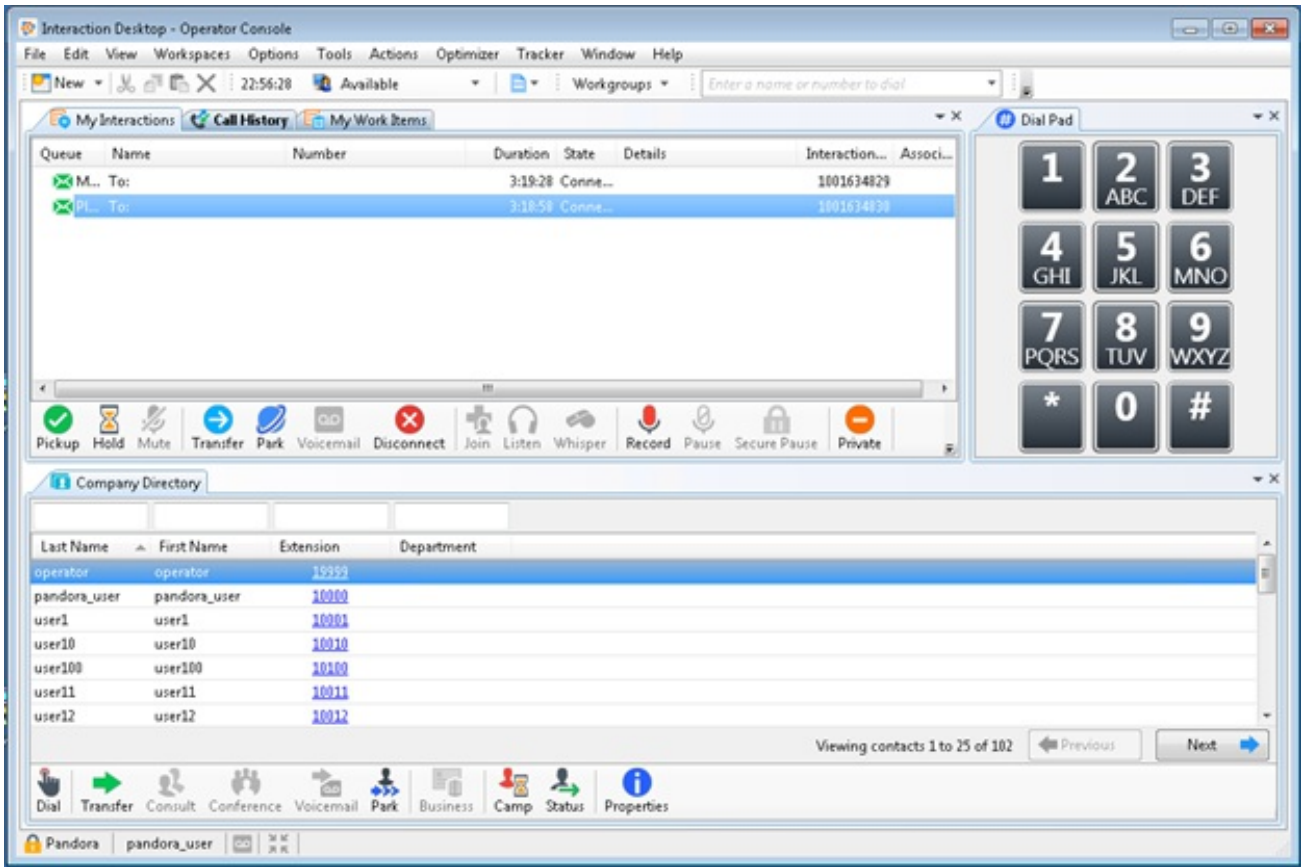 Interaction Desktop - Operator Console
File Edit View Workspaces Options Tools Actions Optimizer Tracker Window Help
New 22:56:28 Available Workgroups Enter a name or number to dial
My Interactions Call History My Work Items
Dial Pad
Queue Name Number Duration State Details Interaction... Associ...
M... To: 3:19:28 Conne... 1001634829
Pl... To: 3:18:58 Conne... 1001634830
1 2 3
ABC DEF
4 5 6
GHI JKL MNO
7 8 9
PQRS TUV WXYZ
* 0 #
Pickup Hold Mute Transfer Park Voicemail Disconnect Join Listen Whisper Record Pause Secure Pause Private
Company Directory
Last Name First Name Extension Department
operator operator 19999
pandora_user pandora_user 10000
user1 user1 10001
user10 user10 10010
user100 user100 10100
user11 user11 10011
user12 user12 10012
Viewing contacts 1 to 25 of 102 Previous Next
Dial Transfer Consult Conference Voicemail Park Business Camp Status Properties
Pandora pandora_user